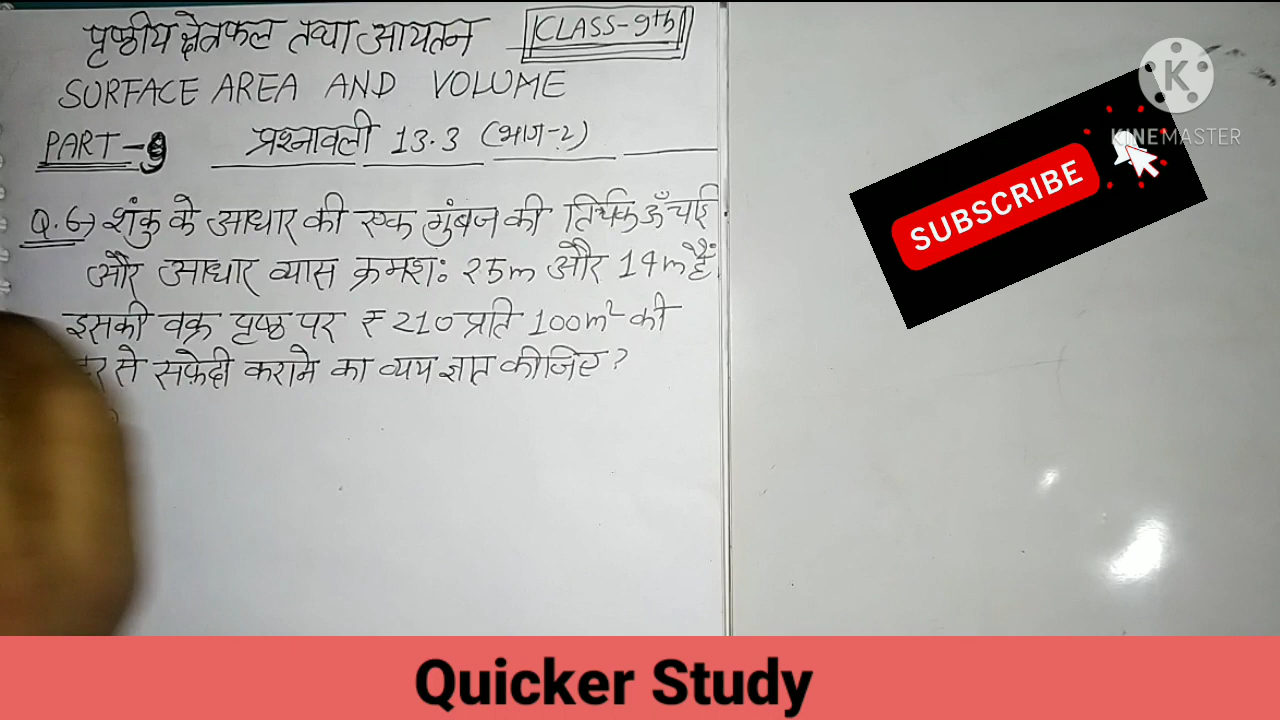 पृष्ठीय क्षेत्रफल तथा आयतन CLASS-9th
SURFACE AREA AND VOLUME
PART-9 प्रश्नावली 13.3 (भाग-2)
Q.6→ शंकु के आधार की एक गुंबज की तिर्यक ऊँचाई
और आधार व्यास क्रमशः 25m और 14m हैं।
इसकी वक्र पृष्ठ पर ₹210 प्रति 100m² की
से सफ़ेदी कराने का व्यय ज्ञात कीजिए?
K
KINEMASTER
SUBSCRIBE
Quicker Study